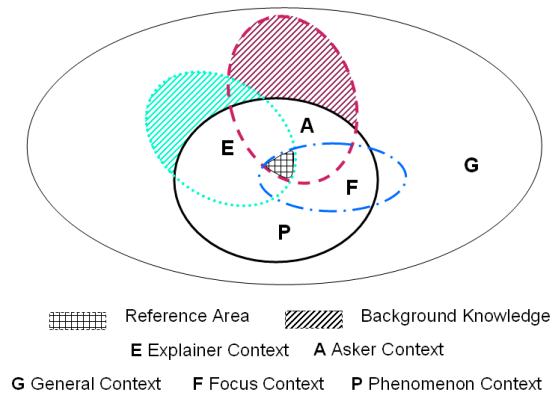 A
E
G
F
P
Reference Area Background Knowledge
E Explainer Context A Asker Context
G General Context F Focus Context P Phenomenon Context